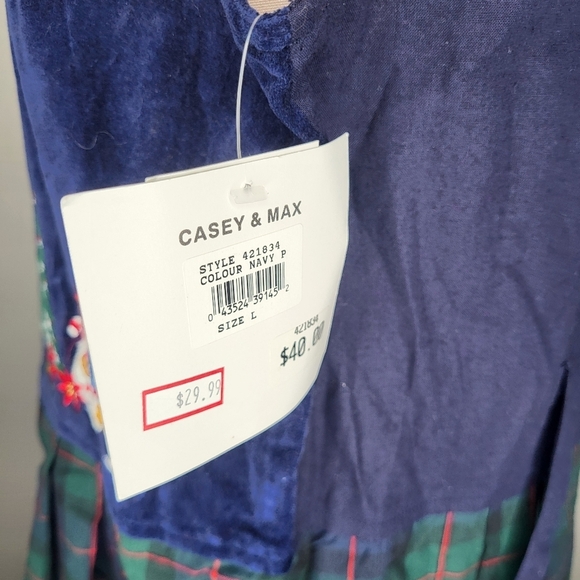 CASEY & MAX
STYLE 421834
COLOUR NAVY P
0 43524 39145 2
SIZE L
421834
$40.00
$29.99